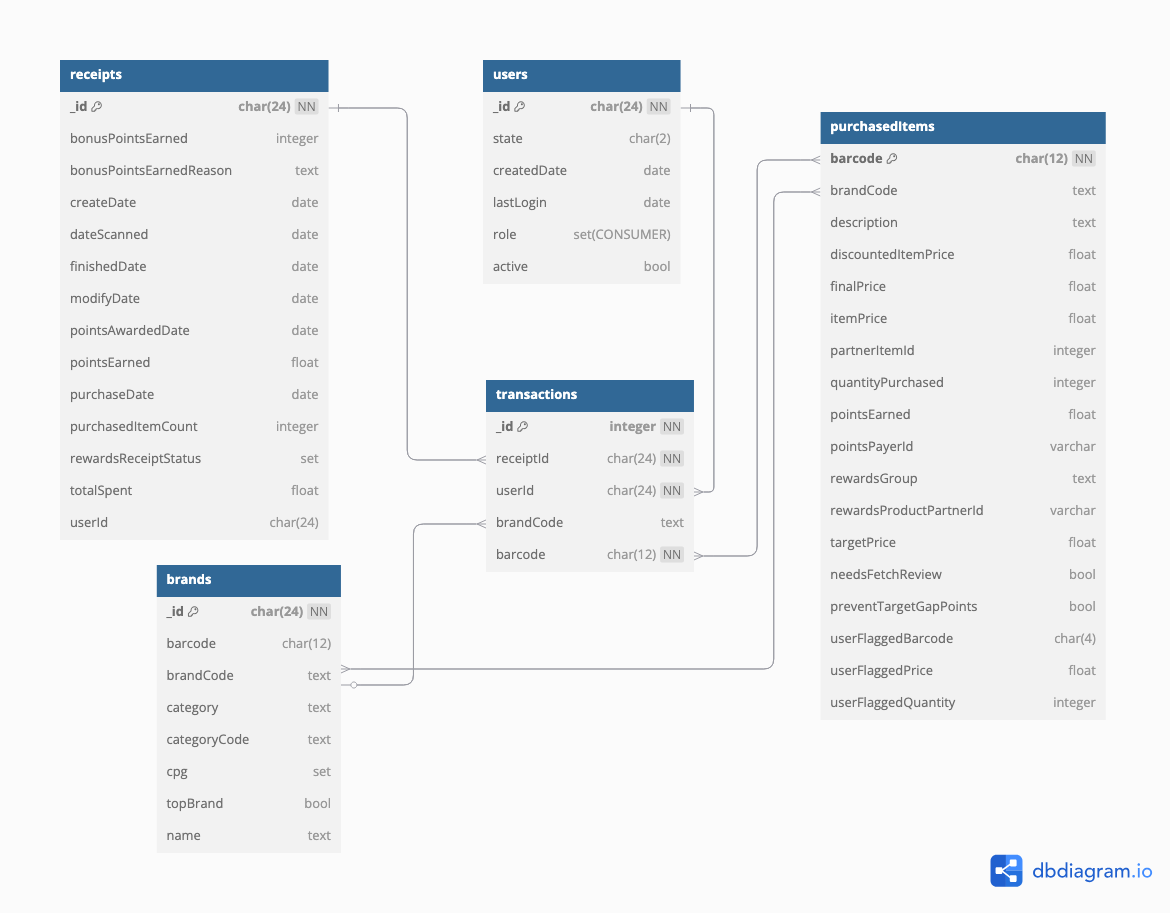 receipts
_id char(24) NN
bonusPointsEarned integer
bonusPointsEarnedReason text
createDate date
dateScanned date
finishedDate date
modifyDate date
pointsAwardedDate date
pointsEarned float
purchaseDate date
purchasedItemCount integer
rewardsReceiptStatus set
totalSpent float
userId char(24)
users
_id char(24) NN
state char(2)
createdDate date
lastLogin date
role set(CONSUMER)
active bool
purchasedItems
barcode char(12) NN
brandCode text
description text
discountedItemPrice float
finalPrice float
itemPrice float
partnerItemId integer
quantityPurchased integer
pointsEarned float
pointsPayerId varchar
rewardsGroup text
rewardsProductPartnerId varchar
targetPrice float
needsFetchReview bool
preventTargetGapPoints bool
userFlaggedBarcode char(4)
userFlaggedPrice float
userFlaggedQuantity integer
transactions
_id integer NN
receiptId char(24) NN
userId char(24) NN
brandCode text
barcode char(12) NN
brands
_id char(24) NN
barcode char(12)
brandCode text
category text
categoryCode text
cpg set
topBrand bool
name text
dbdiagram.io